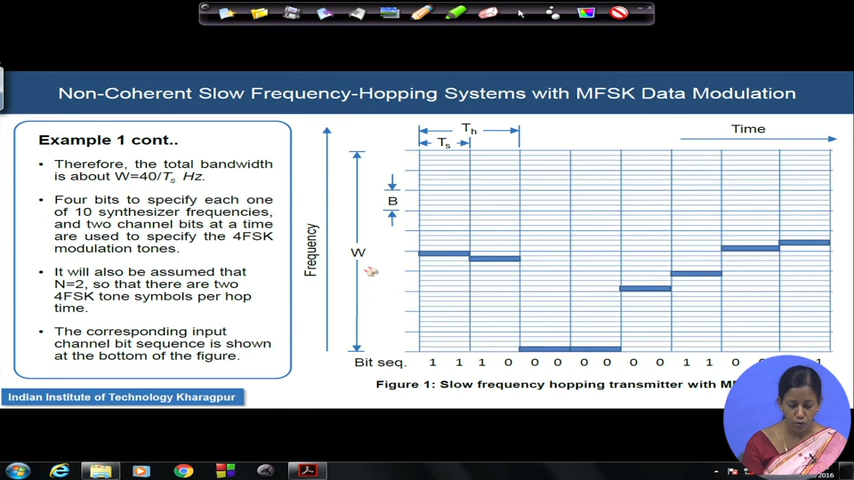 Non-Coherent Slow Frequency-Hopping Systems with MFSK Data Modulation
Example 1 cont..
• Therefore, the total bandwidth
is about W=40/Ts Hz.
• Four bits to specify each one
of 10 synthesizer frequencies,
and two channel bits at a time
are used to specify the 4FSK
modulation tones.
• It will also be assumed that
N=2, so that there are two
4FSK tone symbols per hop
time.
• The corresponding input
channel bit sequence is shown
at the bottom of the figure.
Th
Ts
Time
B
Frequency
W
Bit seq. 1 1 1 0 0 0 0 0 0 0 1 1 0 1
Figure 1: Slow frequency hopping transmitter with
Indian Institute of Technology Kharagpur
2016